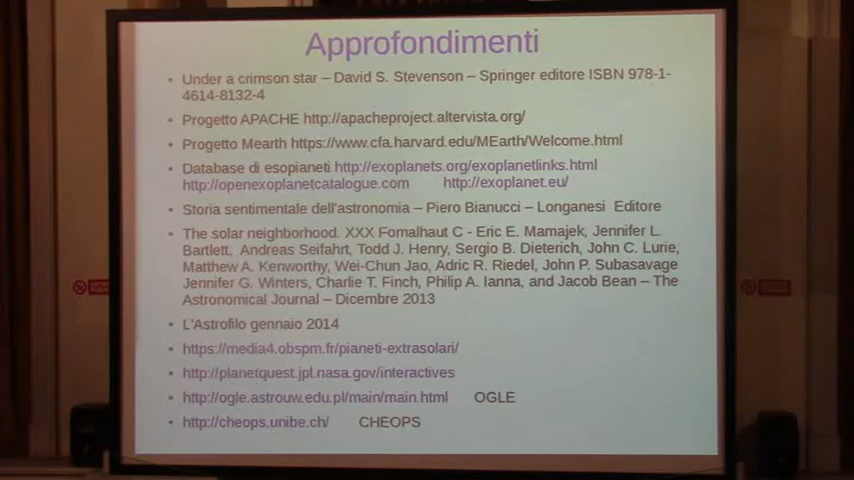 Approfondimenti
Under a crimson star – David S. Stevenson – Springer editore ISBN 978-1-
4614-8132-4
Progetto APACHE http://apacheproject.altervista.org/
Progetto Mearth https://www.cfa.harvard.edu/MEarth/Welcome.html
Database di esopianeti http://exoplanets.org/exoplanetlinks.html
http://openexoplanetcatalogue.com http://exoplanet.eu/
Storia sentimentale dell'astronomia – Piero Bianucci – Longanesi Editore
The solar neighborhood. XXX Fomalhaut C - Eric E. Mamajek, Jennifer L.
Bartlett, Andreas Seifahrt, Todd J. Henry, Sergio B. Dieterich, John C. Lurie,
Matthew A. Kenworthy, Wei-Chun Jao, Adric R. Riedel, John P. Subasavage
Jennifer G. Winters, Charlie T. Finch, Philip A. Ianna, and Jacob Bean – The
Astronomical Journal – Dicembre 2013
L'Astrofilo gennaio 2014
https://media4.obspm.fr/pianeti-extrasolari/
http://planetquest.jpl.nasa.gov/interactives
http://ogle.astrouw.edu.pl/main/main.html OGLE
http://cheops.unibe.ch/ CHEOPS